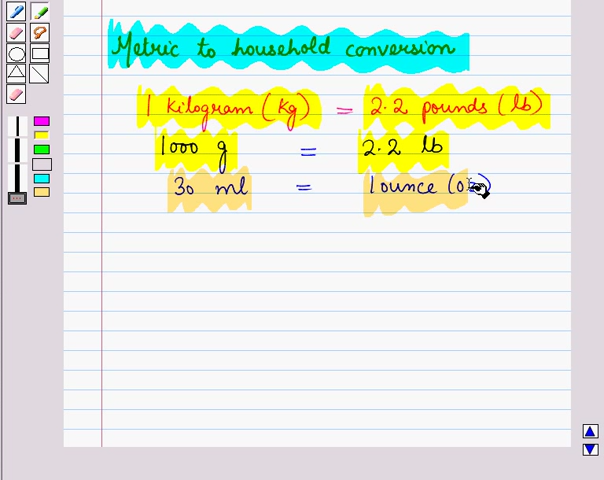 Metric to household conversion
1 Kilogram (Kg) = 2.2 pounds (lb)
1000 g = 2.2 lb
30 ml = 1 ounce (oz)